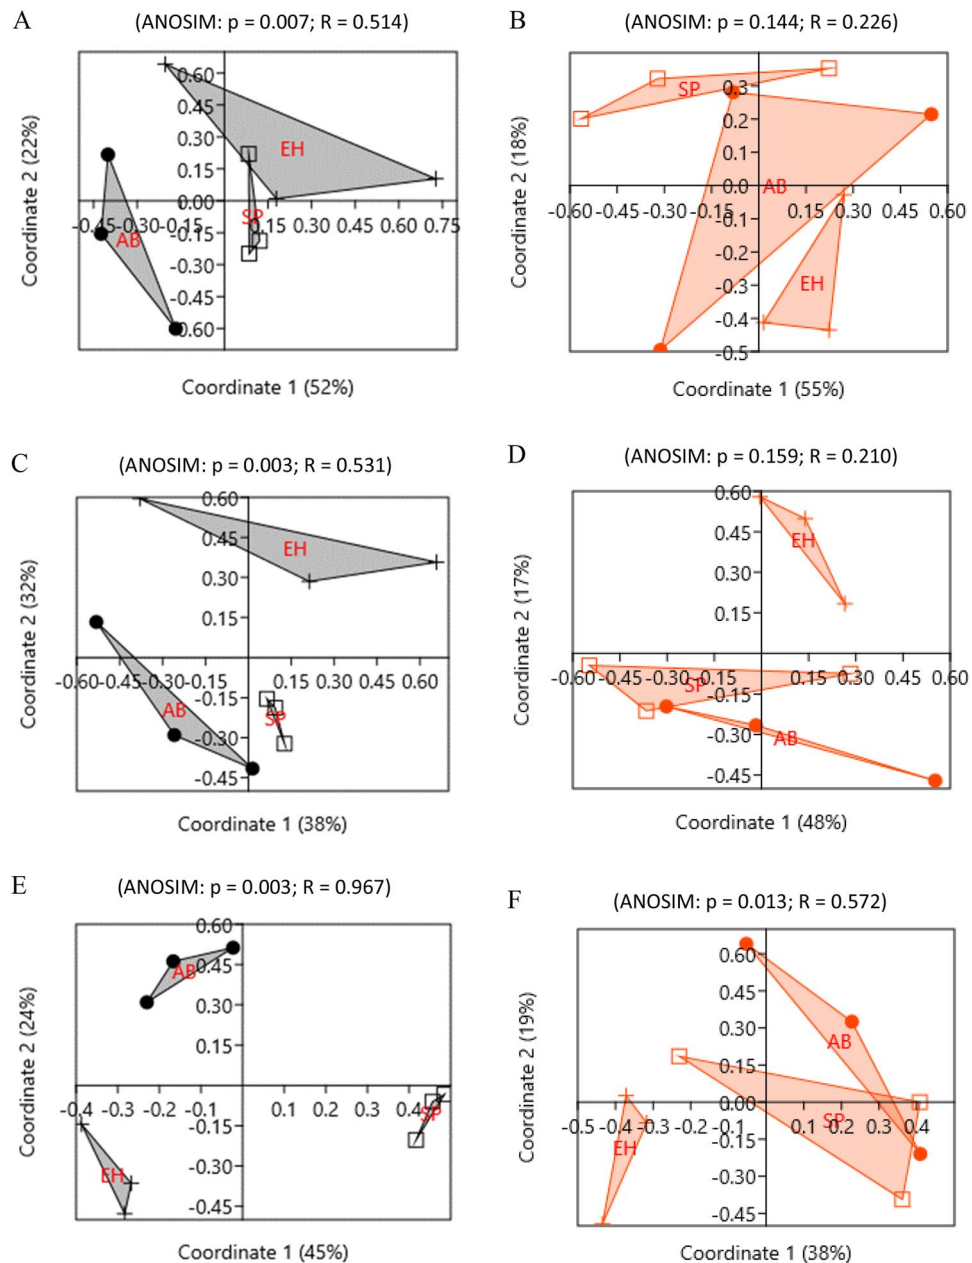 A
(ANOSIM: p = 0.007; R = 0.514)
0.60
0.45
0.30
0.15
0.00
-0.45 -0.30 -0.15 0.15 0.30 0.45 0.60 0.75
-0.15
-0.30
-0.45
-0.60
EH
SP
AB
Coordinate 2 (22%)
Coordinate 1 (52%)
B
(ANOSIM: p = 0.144; R = 0.226)
0.3
0.2
0.1
0.0
-0.60 -0.45 -0.30 -0.15 0.15 0.30 0.45 0.60
-0.1
-0.2
-0.3
-0.4
-0.5
SP
AB
EH
Coordinate 2 (18%)
Coordinate 1 (55%)
C
(ANOSIM: p = 0.003; R = 0.531)
0.60
0.45
0.30
0.15
-0.60 -0.45 -0.30 -0.15 0.15 0.30 0.45 0.60
-0.15
-0.30
-0.45
EH
AB
SP
Coordinate 2 (32%)
Coordinate 1 (38%)
D
(ANOSIM: p = 0.159; R = 0.210)
0.60
0.45
0.30
0.15
-0.60 -0.45 -0.30 -0.15 0.15 0.30 0.45 0.60
-0.15
-0.30
-0.45
EH
SP
AB
Coordinate 2 (17%)
Coordinate 1 (48%)
E
(ANOSIM: p = 0.003; R = 0.967)
0.60
0.45
0.30
0.15
-0.4 -0.3 -0.2 -0.1 0.1 0.2 0.3 0.4
-0.15
-0.30
-0.45
AB
SP
EH
Coordinate 2 (24%)
Coordinate 1 (45%)
F
(ANOSIM: p = 0.013; R = 0.572)
0.60
0.45
0.30
0.15
0.00
-0.5 -0.4 -0.3 -0.2 -0.1 0.1 0.2 0.3 0.4
-0.15
-0.30
-0.45
AB
SP
EH
Coordinate 2 (19%)
Coordinate 1 (38%)